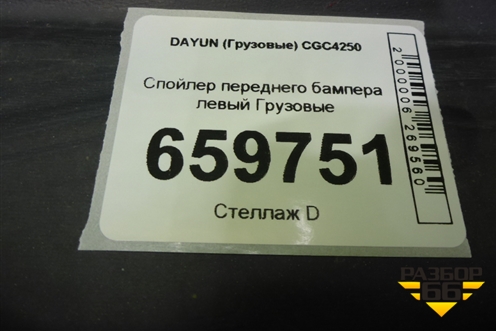 DAYUN (Грузовые) CGC4250
Спойлер переднего бампера
левый Грузовые
659751
Стеллаж D
2000006269560
РАЗБОР
66